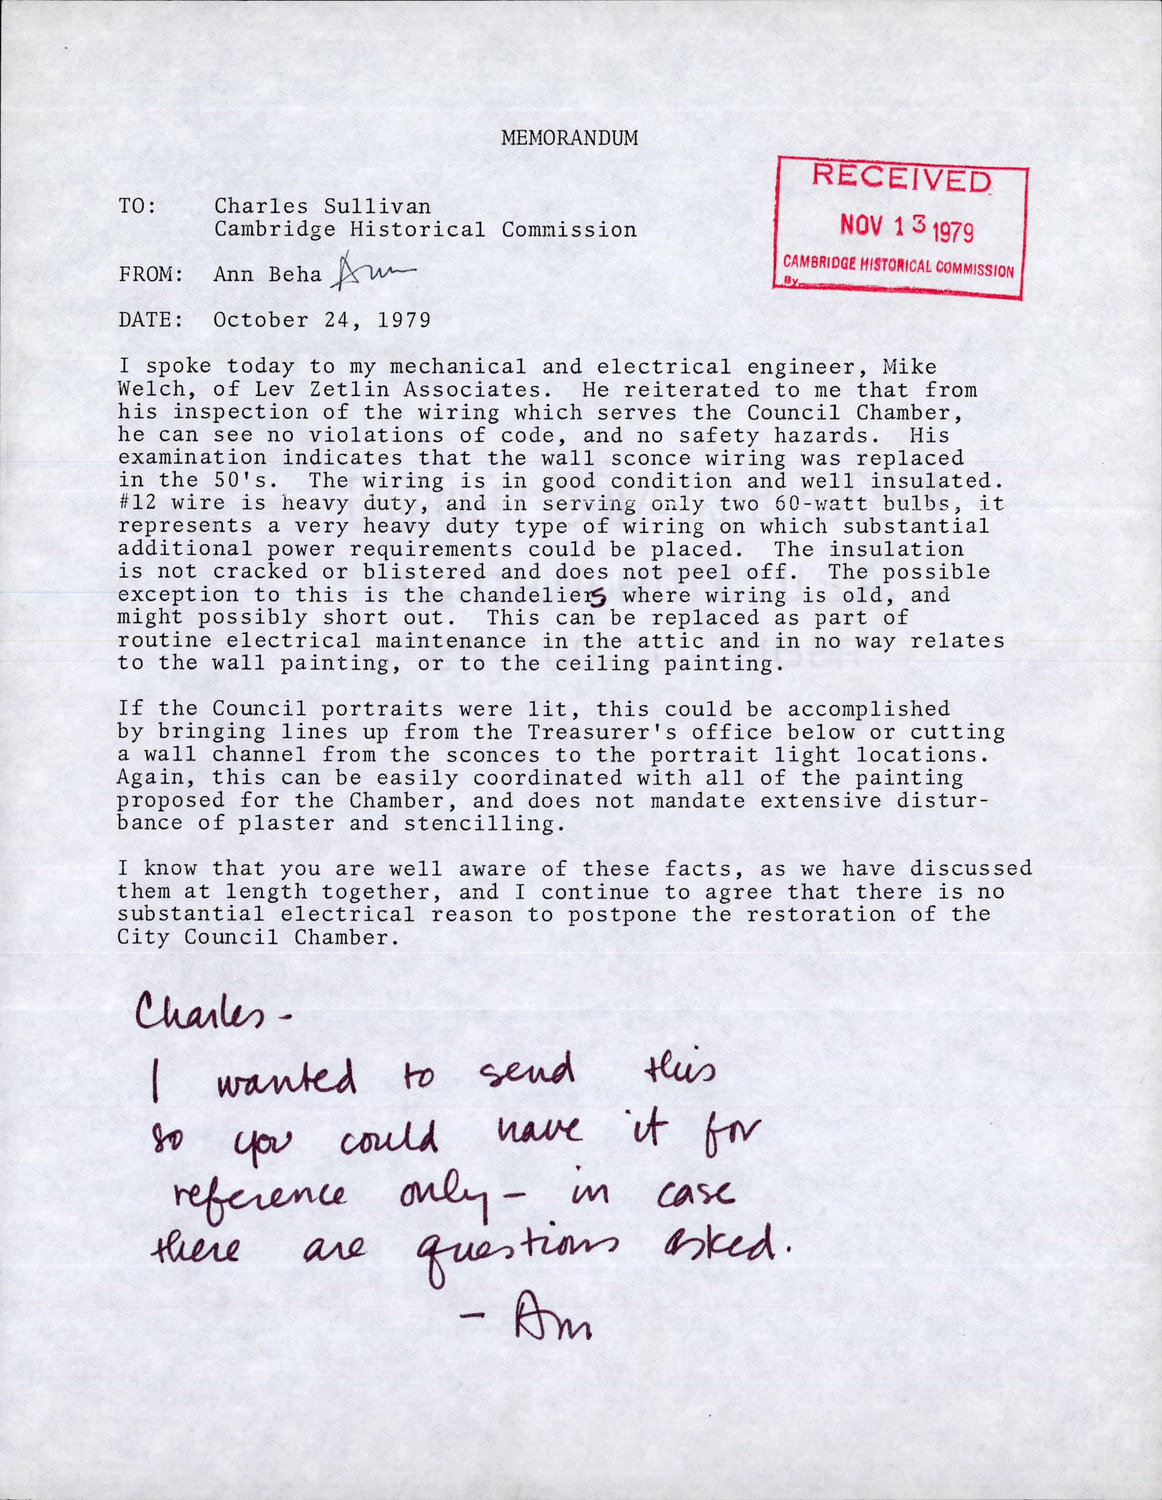 MEMORANDUM
RECEIVED
NOV 13 1979
CAMBRIDGE HISTORICAL COMMISSION
By
TO: Charles Sullivan
Cambridge Historical Commission
FROM: Ann Beha Ann
DATE: October 24, 1979
I spoke today to my mechanical and electrical engineer, Mike
Welch, of Lev Zetlin Associates. He reiterated to me that from
his inspection of the wiring which serves the Council Chamber,
he can see no violations of code, and no safety hazards. His
examination indicates that the wall sconce wiring was replaced
in the 50's. The wiring is in good condition and well insulated.
#12 wire is heavy duty, and in serving only two 60-watt bulbs, it
represents a very heavy duty type of wiring on which substantial
additional power requirements could be placed. The insulation
is not cracked or blistered and does not peel off. The possible
exception to this is the chandeliers where wiring is old, and
might possibly short out. This can be replaced as part of
routine electrical maintenance in the attic and in no way relates
to the wall painting, or to the ceiling painting.
If the Council portraits were lit, this could be accomplished
by bringing lines up from the Treasurer's office below or cutting
a wall channel from the sconces to the portrait light locations.
Again, this can be easily coordinated with all of the painting
proposed for the Chamber, and does not mandate extensive distur-
bance of plaster and stencilling.
I know that you are well aware of these facts, as we have discussed
them at length together, and I continue to agree that there is no
substantial electrical reason to postpone the restoration of the
City Council Chamber.
Charles -
I wanted to send this
so you could have it for
reference only - in case
there are questions asked.
- Ann